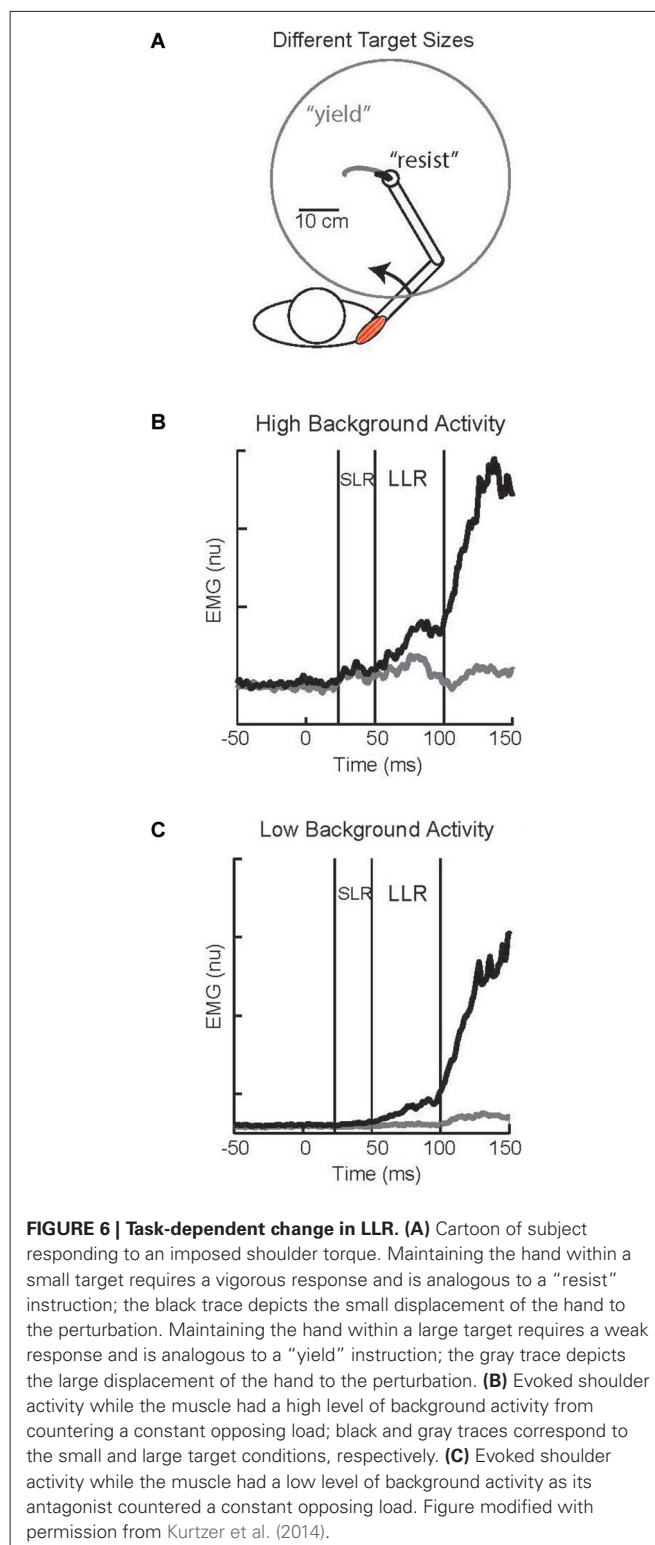 A
Different Target Sizes
"yield"
"resist"
10 cm
B
High Background Activity
SLR
LLR
EMG (nu)
-50
0
50
100
150
Time (ms)
C
Low Background Activity
SLR
LLR
EMG (nu)
-50
0
50
100
150
Time (ms)
FIGURE 6 | Task-dependent change in LLR. (A) Cartoon of subject
responding to an imposed shoulder torque. Maintaining the hand within a
small target requires a vigorous response and is analogous to a "resist"
instruction; the black trace depicts the small displacement of the hand to
the perturbation. Maintaining the hand within a large target requires a weak
response and is analogous to a "yield" instruction; the gray trace depicts
the large displacement of the hand to the perturbation. (B) Evoked shoulder
activity while the muscle had a high level of background activity from
countering a constant opposing load; black and gray traces correspond to
the small and large target conditions, respectively. (C) Evoked shoulder
activity while the muscle had a low level of background activity as its
antagonist countered a constant opposing load. Figure modified with
permission from Kurtzer et al. (2014).